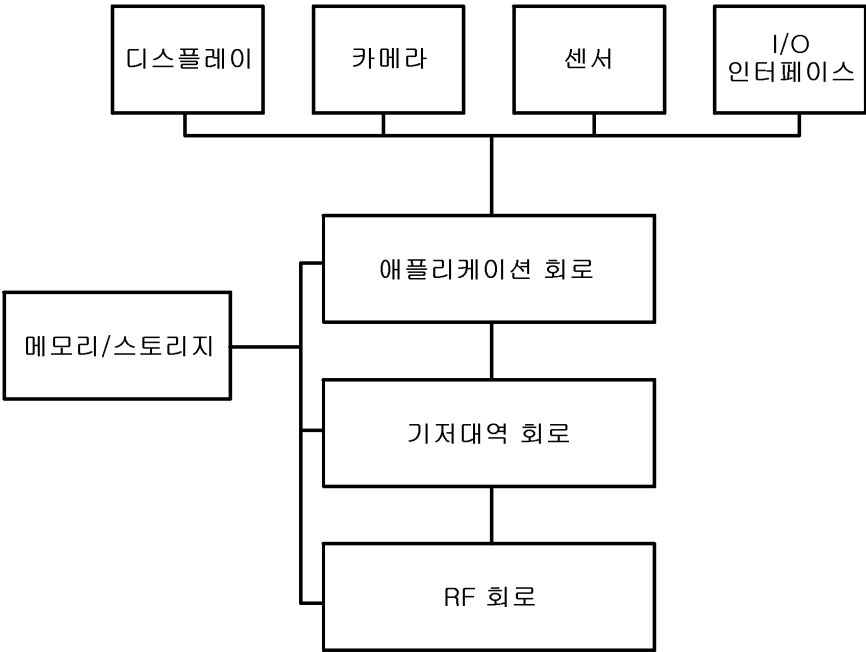 디스플레이
카메라
센서
I/O
인터페이스
애플리케이션 회로
메모리/스토리지
기저대역 회로
RF 회로